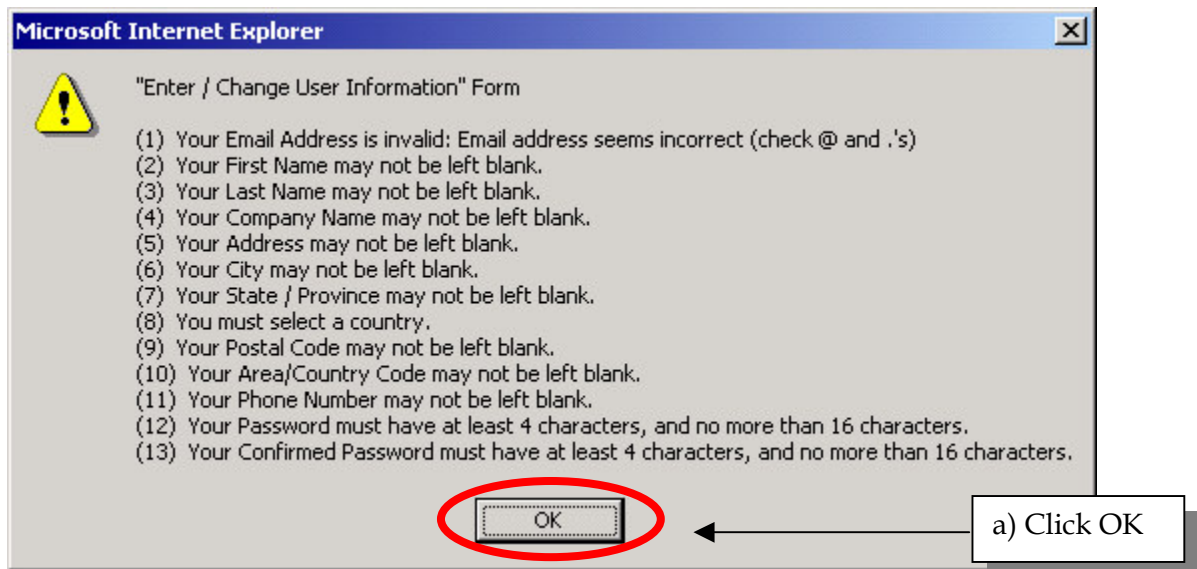 Microsoft Internet Explorer
"Enter / Change User Information" Form
(1) Your Email Address is invalid: Email address seems incorrect (check @ and .'s)
(2) Your First Name may not be left blank.
(3) Your Last Name may not be left blank.
(4) Your Company Name may not be left blank.
(5) Your Address may not be left blank.
(6) Your City may not be left blank.
(7) Your State / Province may not be left blank.
(8) You must select a country.
(9) Your Postal Code may not be left blank.
(10) Your Area/Country Code may not be left blank.
(11) Your Phone Number may not be left blank.
(12) Your Password must have at least 4 characters, and no more than 16 characters.
(13) Your Confirmed Password must have at least 4 characters, and no more than 16 characters.
OK
a) Click OK